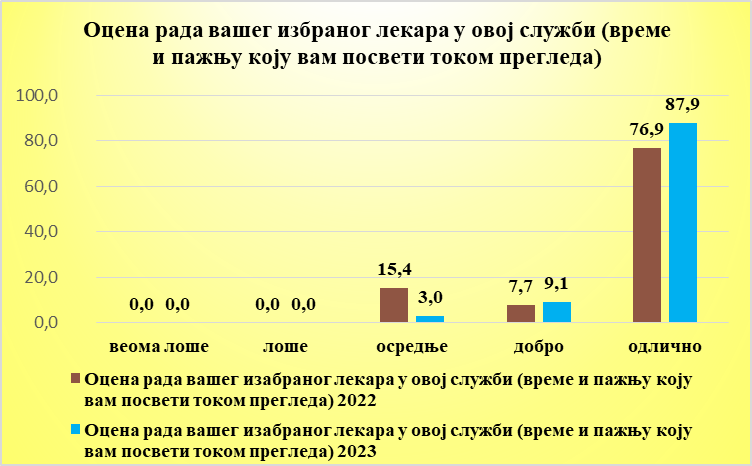 Оцена рада вашег избраног лекара у овој служби (време
и пажњу коју вам посвети током прегледа)
100,0
80,0
60,0
40,0
20,0
0,0
0,0 0,0
0,0 0,0
15,4
3,0
7,7
9,1
76,9
87,9
веома лоше
лоше
осредње
добро
одлично
Оцена рада вашег изабраног лекара у овој служби (време и пажњу коју
вам посвети током прегледа) 2022
Оцена рада вашег изабраног лекара у овој служби (време и пажњу коју
вам посвети током прегледа) 2023